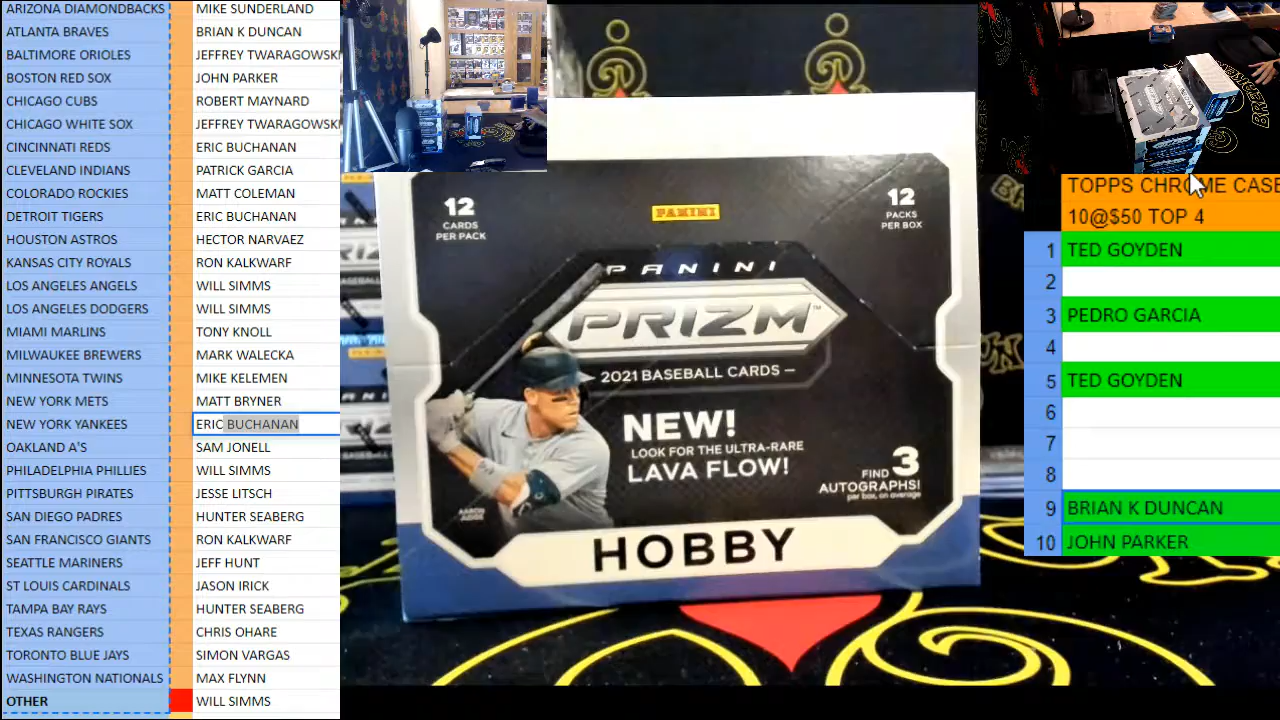 ARIZONA DIAMONDBACKS MIKE SUNDERLAND
ATLANTA BRAVES BRIAN K DUNCAN
BALTIMORE ORIOLES JEFFREY TWARAGOWSKI
BOSTON RED SOX JOHN PARKER
CHICAGO CUBS ROBERT MAYNARD
CHICAGO WHITE SOX JEFFREY TWARAGOWSKI
CINCINNATI REDS ERIC BUCHANAN
CLEVELAND INDIANS PATRICK GARCIA
COLORADO ROCKIES MATT COLEMAN
DETROIT TIGERS ERIC BUCHANAN
HOUSTON ASTROS HECTOR NARVAEZ
KANSAS CITY ROYALS RON KALKWARF
LOS ANGELES ANGELS WILL SIMMS
LOS ANGELES DODGERS WILL SIMMS
MIAMI MARLINS TONY KNOLL
MILWAUKEE BREWERS MARK WALECKA
MINNESOTA TWINS MIKE KELEMEN
NEW YORK METS MATT BRYNER
NEW YORK YANKEES ERIC BUCHANAN
OAKLAND A'S SAM JONELL
PHILADELPHIA PHILLIES WILL SIMMS
PITTSBURGH PIRATES JESSE LITSCH
SAN DIEGO PADRES HUNTER SEABERG
SAN FRANCISCO GIANTS RON KALKWARF
SEATTLE MARINERS JEFF HUNT
ST LOUIS CARDINALS JASON IRICK
TAMPA BAY RAYS HUNTER SEABERG
TEXAS RANGERS CHRIS OHARE
TORONTO BLUE JAYS SIMON VARGAS
WASHINGTON NATIONALS MAX FLYNN
OTHER WILL SIMMS
12
CARDS
PER PACK
PANINI
12
PACKS
PER BOX
PANINI
PRIZM
2021 BASEBALL CARDS
NEW!
LOOK FOR THE ULTRA-RARE
LAVA FLOW!
FIND 3
AUTOGRAPHS!
per box, on average
AARON
JUDGE
HOBBY
TOPPS CHROME CASE
10@$50 TOP 4
1 TED GOYDEN
2
3 PEDRO GARCIA
4
5 TED GOYDEN
6
7
8
9 BRIAN K DUNCAN
10 JOHN PARKER